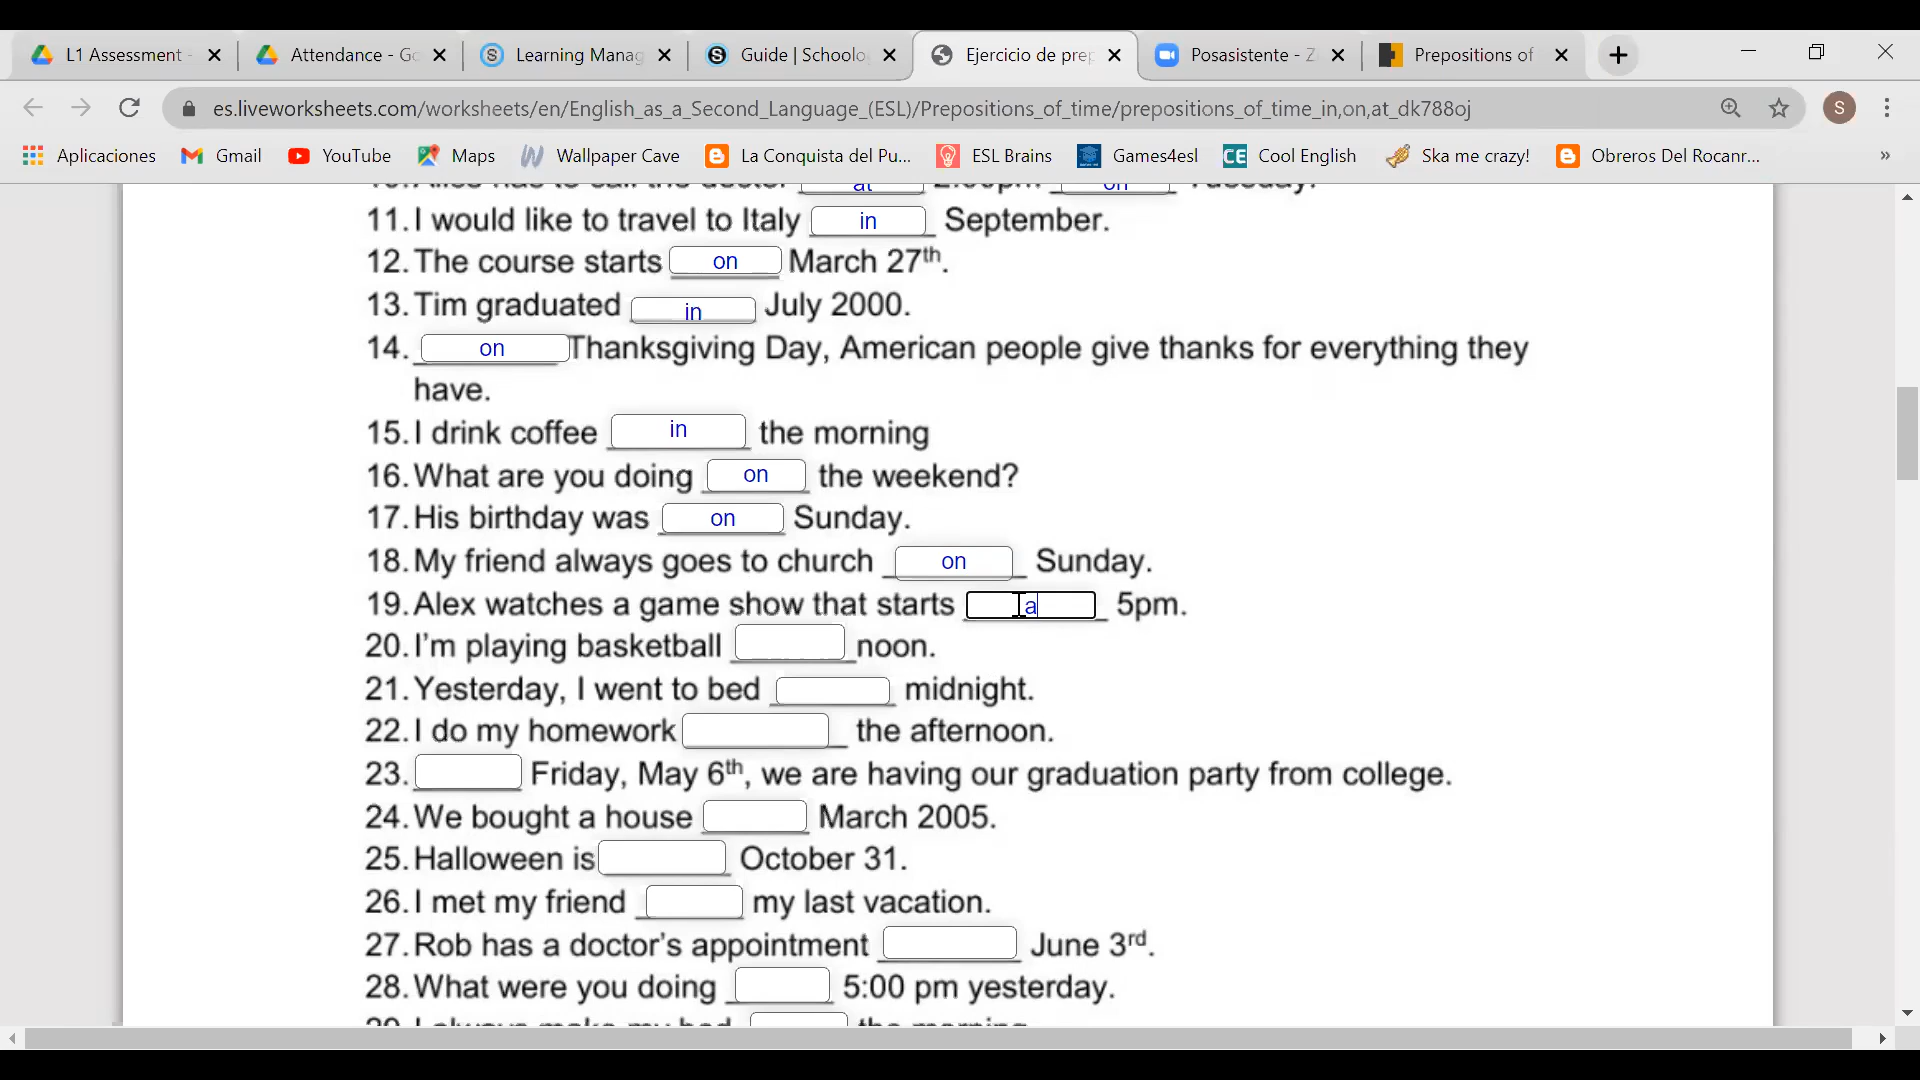 L1 Assessment -
Attendance - Go
Learning Manag
Guide | Schoolo
Ejercicio de prep
Posasistente - Z
Prepositions of
es.liveworksheets.com/worksheets/en/English_as_a_Second_Language_(ESL)/Prepositions_of_time/prepositions_of_time_in,on,at_dk788oj
S
Aplicaciones
Gmail
YouTube
Maps
Wallpaper Cave
La Conquista del Pu...
ESL Brains
Games4esl
CE Cool English
Ska me crazy!
Obreros Del Rocanr...
»
at 2:00pm on Tuesday.
11. I would like to travel to Italy in September.
12. The course starts on March 27th.
13. Tim graduated in July 2000.
14. on Thanksgiving Day, American people give thanks for everything they
have.
15. I drink coffee in the morning
16. What are you doing on the weekend?
17. His birthday was on Sunday.
18. My friend always goes to church on Sunday.
19. Alex watches a game show that starts a 5pm.
20. I'm playing basketball noon.
21. Yesterday, I went to bed midnight.
22. I do my homework the afternoon.
23. Friday, May 6th, we are having our graduation party from college.
24. We bought a house March 2005.
25. Halloween is October 31.
26. I met my friend my last vacation.
27. Rob has a doctor's appointment June 3rd.
28. What were you doing 5:00 pm yesterday.